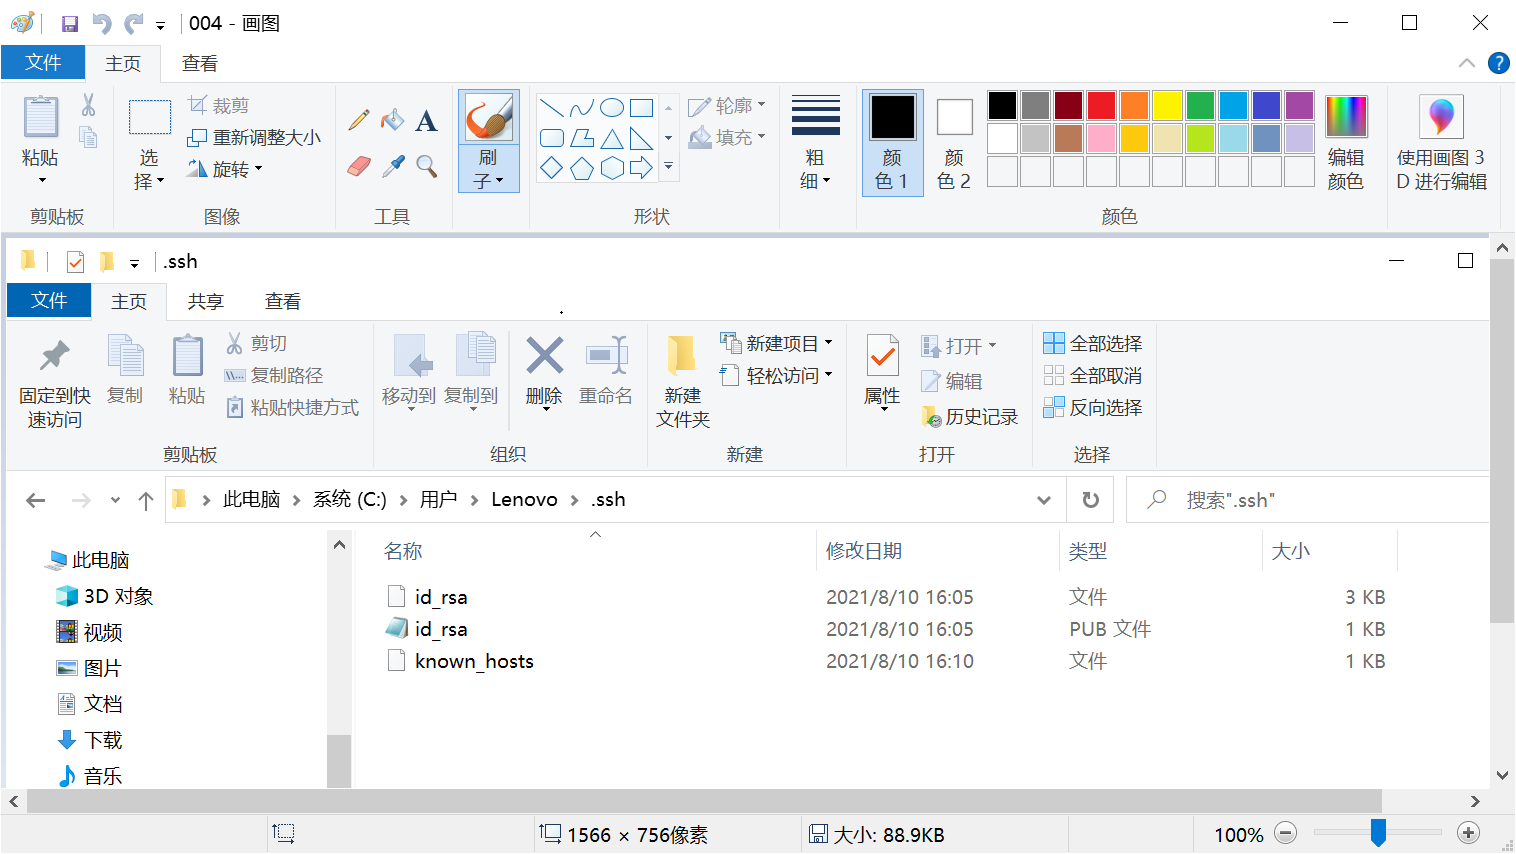 004 - 画图
文件 主页 查看
粘贴
剪贴板
选择
裁剪
重新调整大小
旋转
图像
A
工具
刷子
形状
轮廓
填充
粗细
颜色 1
颜色 2
颜色
编辑颜色
使用画图 3D 进行编辑
.ssh
文件 主页 共享 查看
固定到快速访问
复制
粘贴
剪切
复制路径
粘贴快捷方式
剪贴板
移动到
复制到
删除
重命名
组织
新建文件夹
新建项目
轻松访问
新建
属性
打开
编辑
历史记录
打开
全部选择
全部取消
反向选择
选择
此电脑 系统 (C:) 用户 Lenovo .ssh
搜索".ssh"
此电脑
3D 对象
视频
图片
文档
下载
音乐
名称 修改日期 类型 大小
id_rsa 2021/8/10 16:05 文件 3 KB
id_rsa 2021/8/10 16:05 PUB 文件 1 KB
known_hosts 2021/8/10 16:10 文件 1 KB
1566 × 756像素 大小: 88.9KB 100%